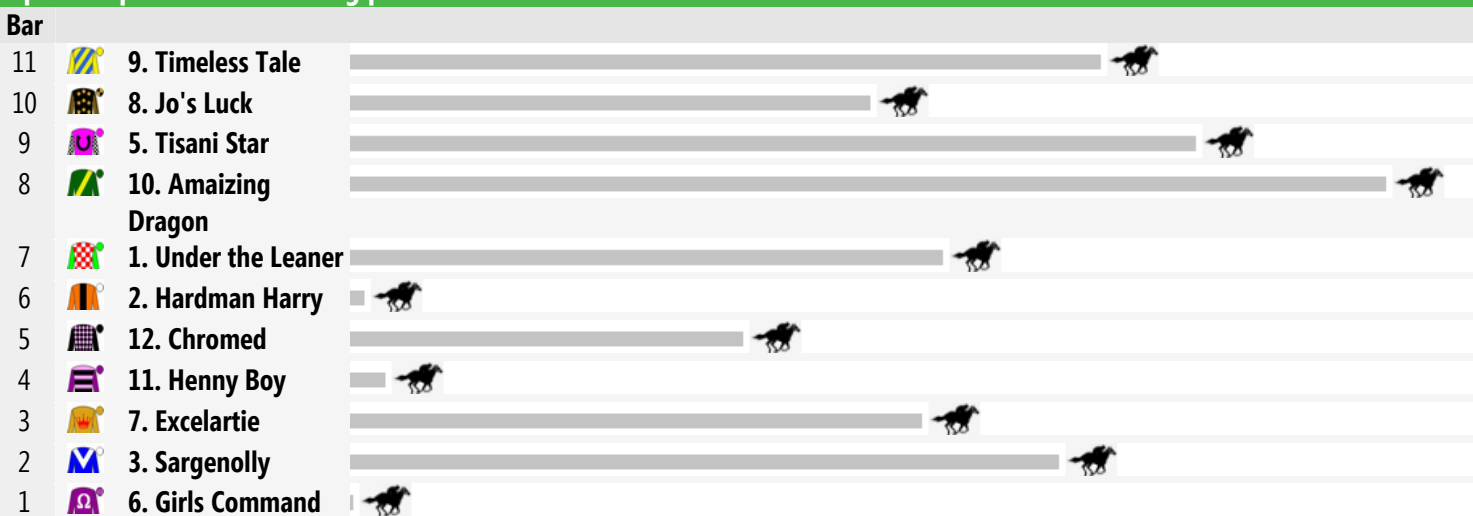 Bar
11 9. Timeless Tale
10 8. Jo's Luck
9 5. Tisani Star
8 10. Amaizing
Dragon
7 1. Under the Leaner
6 2. Hardman Harry
5 12. Chromed
4 11. Henny Boy
3 7. Excelartie
2 3. Sargenolly
1 Ω 6. Girls Command